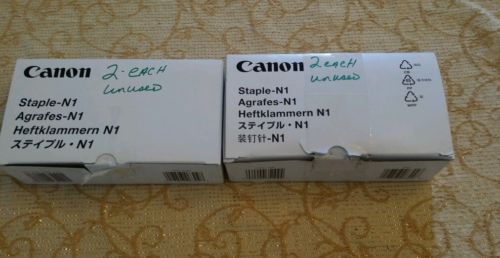 Canon 2-EACH
UNUSED
Staple-N1
Agrafes-N1
Heftklammern N1
ステイプル・N1
Canon 2 EACH
UNUSED
Staple-N1
Agrafes-N1
Heftklammern N1
ステイプル・N1
装钉针-N1